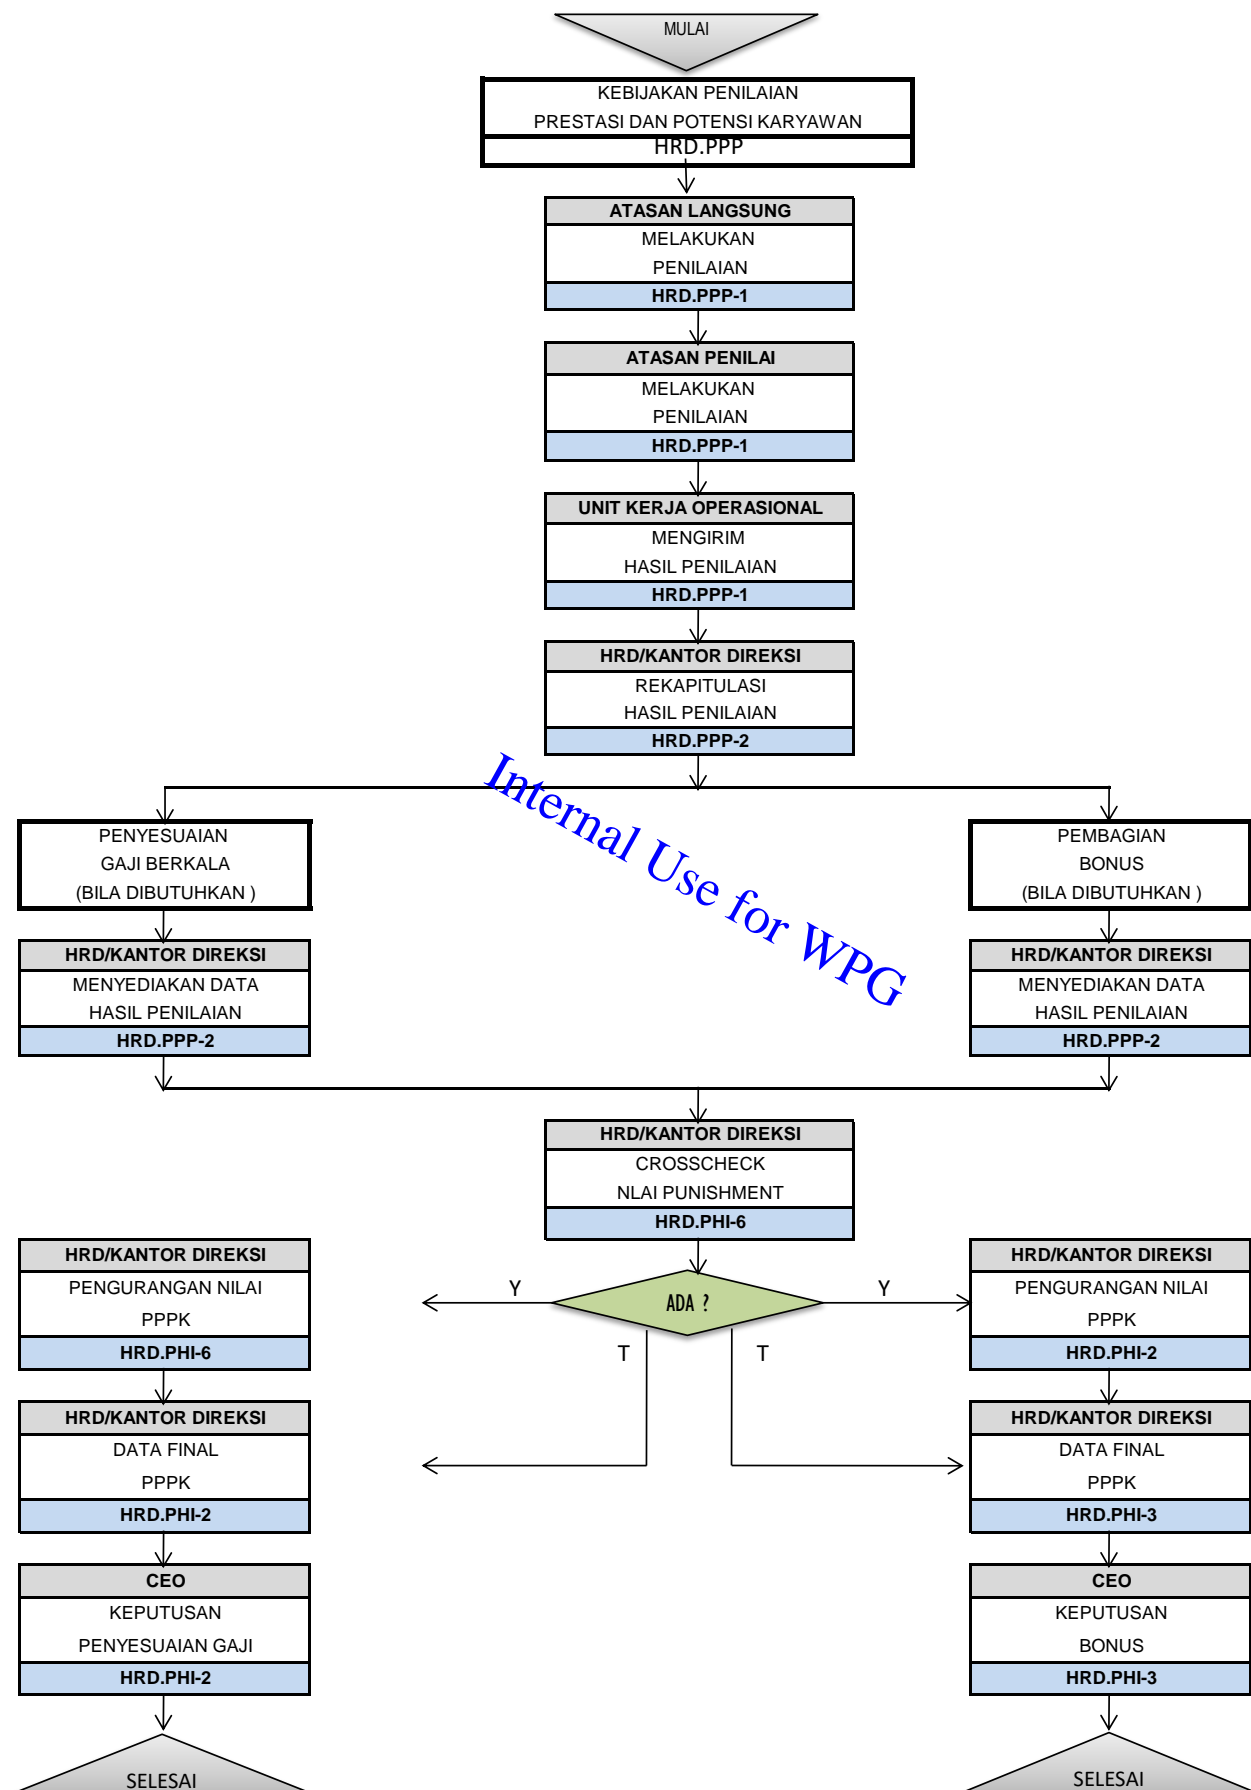 MULAI
KEBIJAKAN PENILAIAN
PRESTASI DAN POTENSI KARYAWAN
HRD.PPP
ATASAN LANGSUNG
MELAKUKAN
PENILAIAN
HRD.PPP-1
ATASAN PENILAI
MELAKUKAN
PENILAIAN
HRD.PPP-1
UNIT KERJA OPERASIONAL
MENGIRIM
HASIL PENILAIAN
HRD.PPP-1
HRD/KANTOR DIREKSI
REKAPITULASI
HASIL PENILAIAN
HRD.PPP-2
Internal Use for WPG
PENYESUAIAN
GAJI BERKALA
(BILA DIBUTUHKAN )
HRD/KANTOR DIREKSI
MENYEDIAKAN DATA
HASIL PENILAIAN
HRD.PPP-2
PEMBAGIAN
BONUS
(BILA DIBUTUHKAN )
HRD/KANTOR DIREKSI
MENYEDIAKAN DATA
HASIL PENILAIAN
HRD.PPP-2
HRD/KANTOR DIREKSI
CROSSCHECK
NLAI PUNISHMENT
HRD.PHI-6
ADA ?
Y
Y
T
T
HRD/KANTOR DIREKSI
PENGURANGAN NILAI
PPPK
HRD.PHI-6
HRD/KANTOR DIREKSI
DATA FINAL
PPPK
HRD.PHI-2
CEO
KEPUTUSAN
PENYESUAIAN GAJI
HRD.PHI-2
SELESAI
HRD/KANTOR DIREKSI
PENGURANGAN NILAI
PPPK
HRD.PHI-2
HRD/KANTOR DIREKSI
DATA FINAL
PPPK
HRD.PHI-3
CEO
KEPUTUSAN
BONUS
HRD.PHI-3
SELESAI